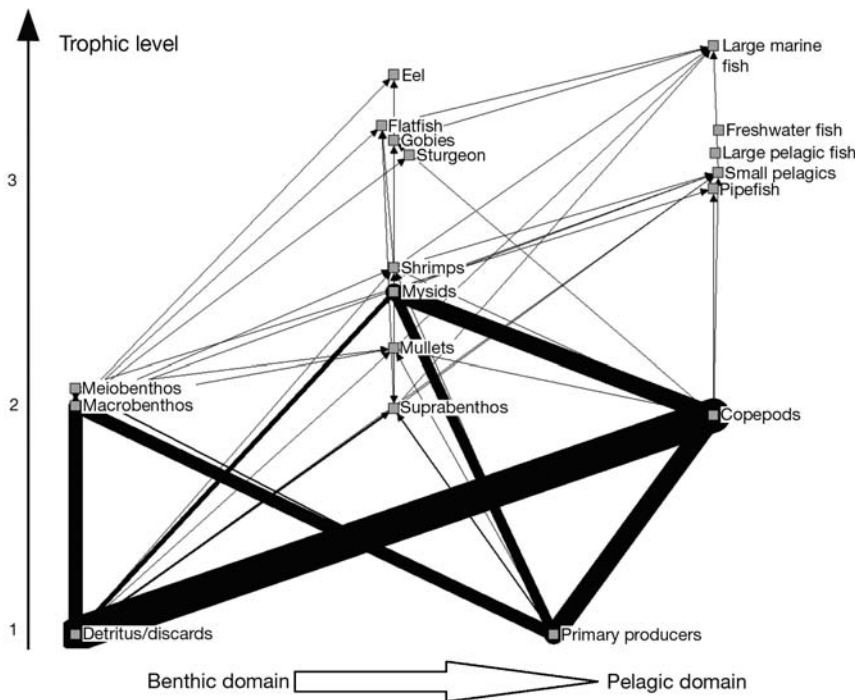 Trophic level
Large marine
fish
Eel
Flatfish
Freshwater fish
Gobies
Sturgeon
Large pelagic fish
3
Small pelagics
Pipefish
Shrimps
Mysids
Mullets
Meiobenthos
2
Macrobenthos
Suprabenthos
Copepods
1
Detritus/discards
Primary producers
Benthic domain
Pelagic domain